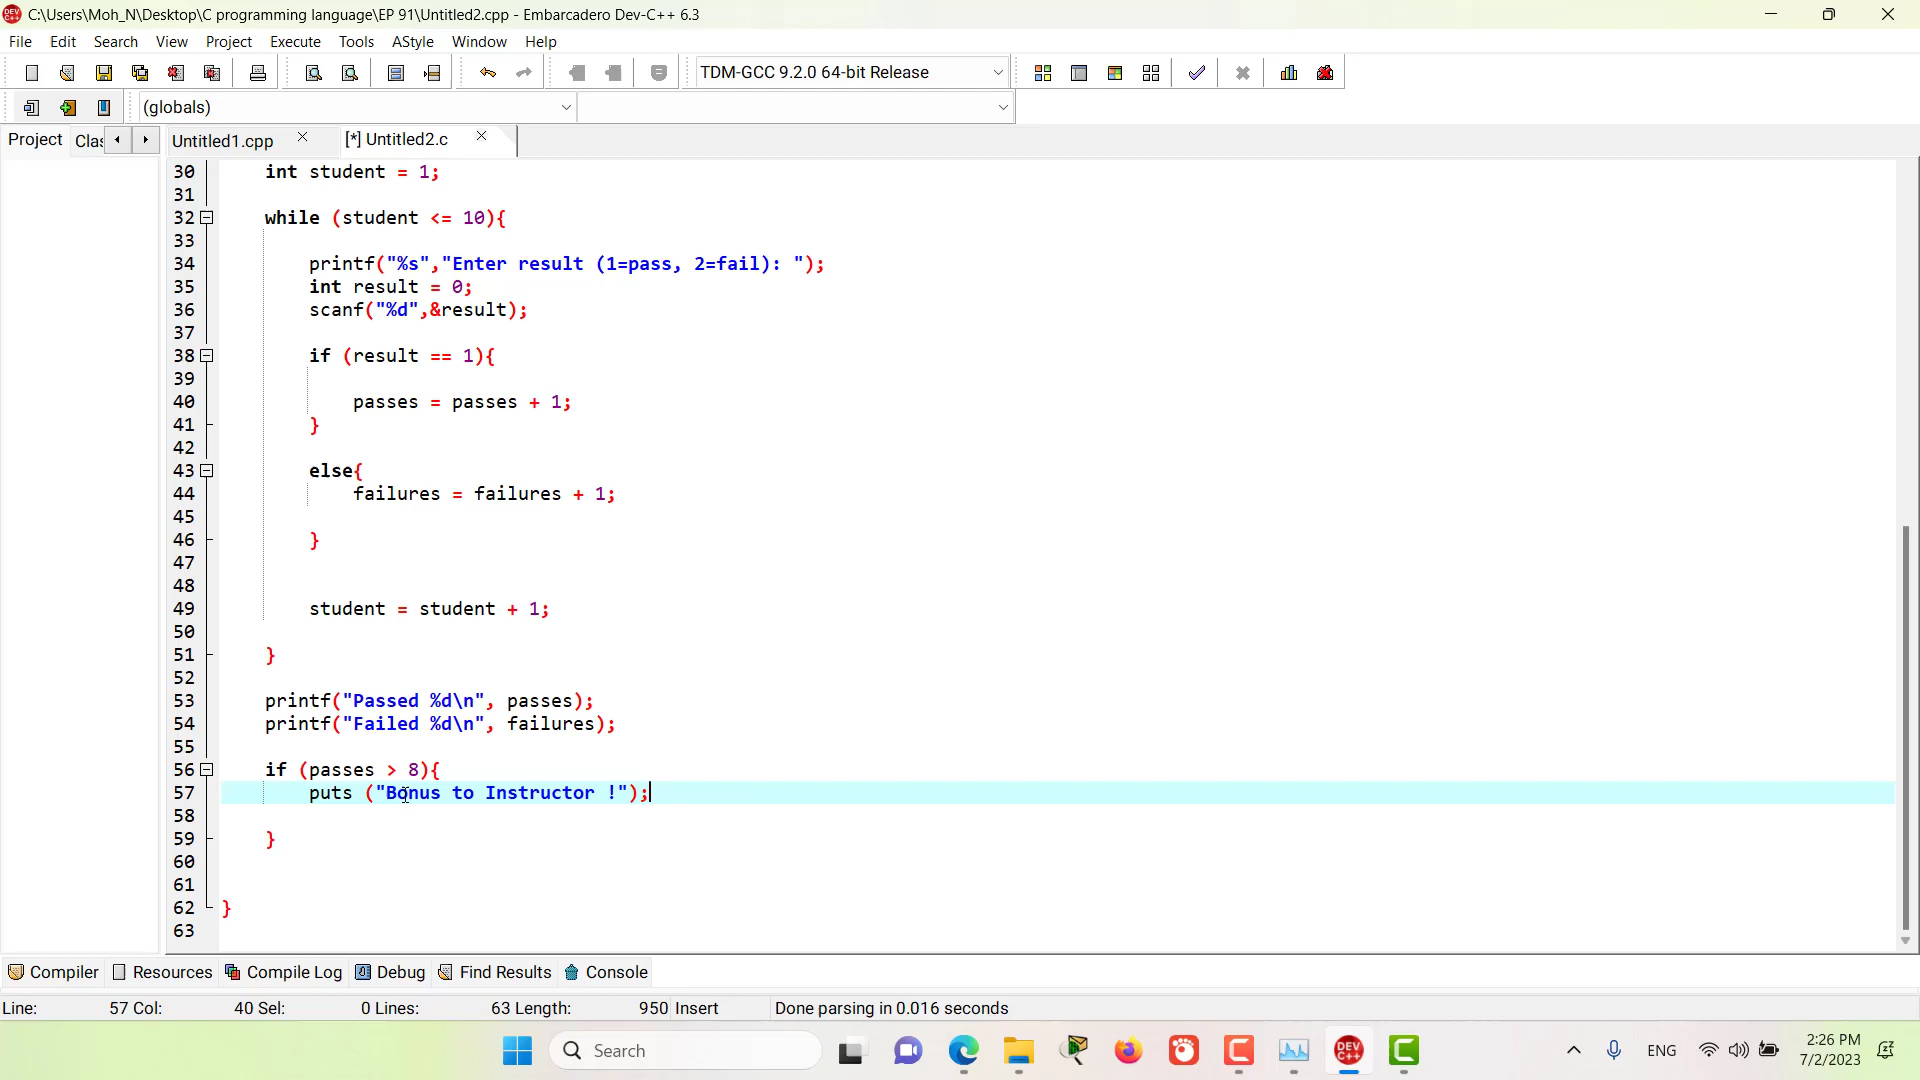 C:\Users\Moh_N\Desktop\C programming language\EP 91\Untitled2.cpp - Embarcadero Dev-C++ 6.3
File Edit Search View Project Execute Tools AStyle Window Help
TDM-GCC 9.2.0 64-bit Release
(globals)
Project Clas Untitled1.cpp [*] Untitled2.c
30 int student = 1;
31
32 while (student <= 10){
33
34 printf("%s","Enter result (1=pass, 2=fail): ");
35 int result = 0;
36 scanf("%d",&result);
37
38 if (result == 1){
39
40 passes = passes + 1;
41 }
42
43 else{
44 failures = failures + 1;
45
46 }
47
48
49 student = student + 1;
50
51 }
52
53 printf("Passed %d\n", passes);
54 printf("Failed %d\n", failures);
55
56 if (passes > 8){
57 puts ("Bonus to Instructor !");
58
59 }
60
61
62 }
63
Compiler Resources Compile Log Debug Find Results Console
Line: 57 Col: 40 Sel: 0 Lines: 63 Length: 950 Insert Done parsing in 0.016 seconds
Search
DEV C++
ENG
2:26 PM
7/2/2023